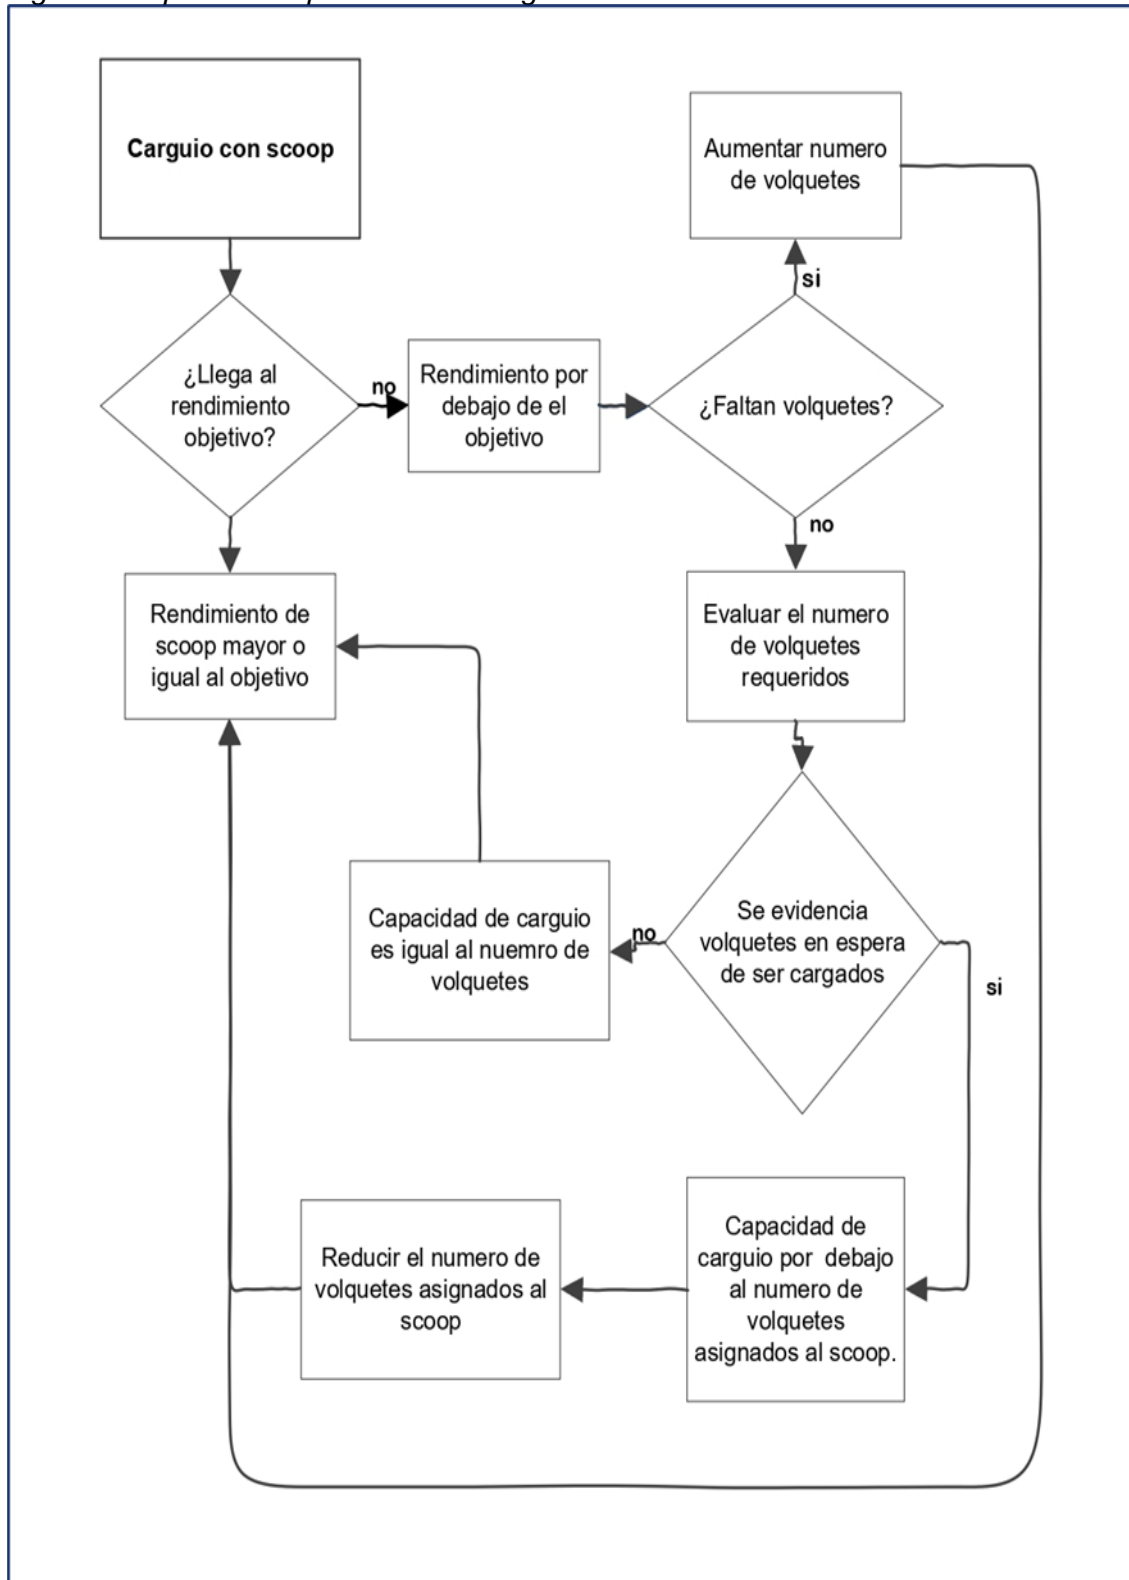 Carguio con scoop
Aumentar numero
de volquetes
si
¿Llega al
rendimiento
objetivo?
no
Rendimiento por
debajo de el
objetivo
¿Faltan volquetes?
no
Rendimiento de
scoop mayor o
igual al objetivo
Evaluar el numero
de volquetes
requeridos
Capacidad de carguio
es igual al nuemro de
volquetes
no
Se evidencia
volquetes en espera
de ser cargados
si
Reducir el numero de
volquetes asignados al
scoop
Capacidad de
carguio por debajo
al numero de
volquetes
asignados al scoop.